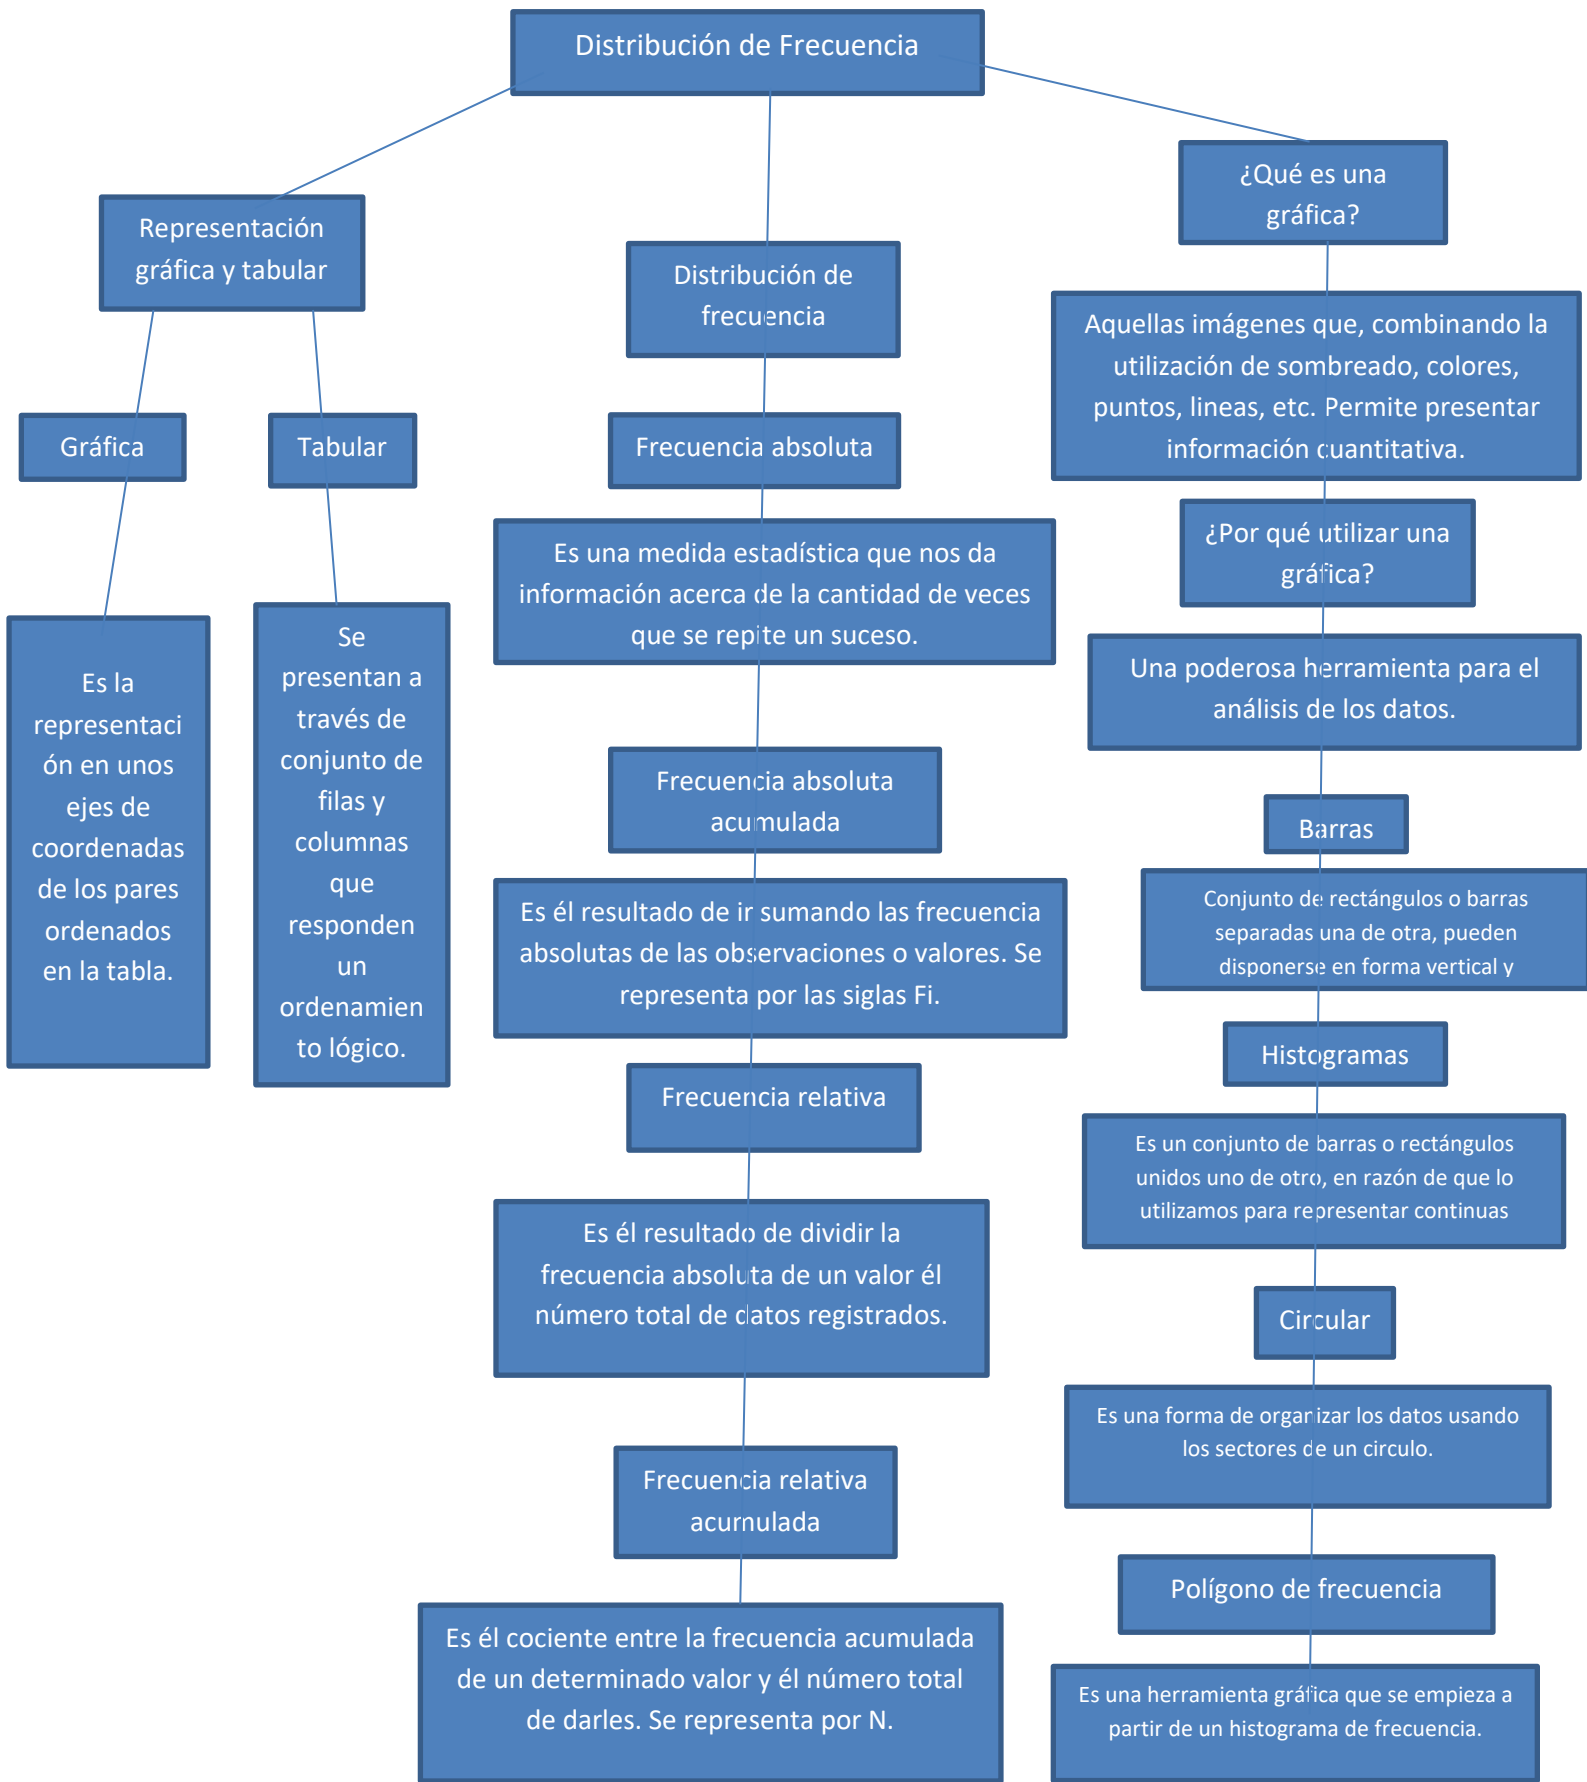 Distribución de Frecuencia
Representación
gráfica y tabular
Gráfica
Es la
representaci
ón en unos
ejes de
coordenadas
de los pares
ordenados
en la tabla.
Tabular
Se
presentan a
través de
conjunto de
filas y
columnas
que
responden
un
ordenamien
to lógico.
Distribución de
frecuencia
Frecuencia absoluta
Es una medida estadística que nos da
información acerca de la cantidad de veces
que se repite un suceso.
Frecuencia absoluta
acumulada
Es él resultado de ir sumando las frecuencia
absolutas de las observaciones o valores. Se
representa por las siglas Fi.
Frecuencia relativa
Es él resultado de dividir la
frecuencia absoluta de un valor él
número total de datos registrados.
Frecuencia relativa
acumulada
Es él cociente entre la frecuencia acumulada
de un determinado valor y él número total
de darles. Se representa por N.
¿Qué es una
gráfica?
Aquellas imágenes que, combinando la
utilización de sombreado, colores,
puntos, lineas, etc. Permite presentar
información cuantitativa.
¿Por qué utilizar una
gráfica?
Una poderosa herramienta para el
análisis de los datos.
Barras
Conjunto de rectángulos o barras
separadas una de otra, pueden
disponerse en forma vertical y
Histogramas
Es un conjunto de barras o rectángulos
unidos uno de otro, en razón de que lo
utilizamos para representar continuas
Circular
Es una forma de organizar los datos usando
los sectores de un circulo.
Polígono de frecuencia
Es una herramienta gráfica que se empieza a
partir de un histograma de frecuencia.